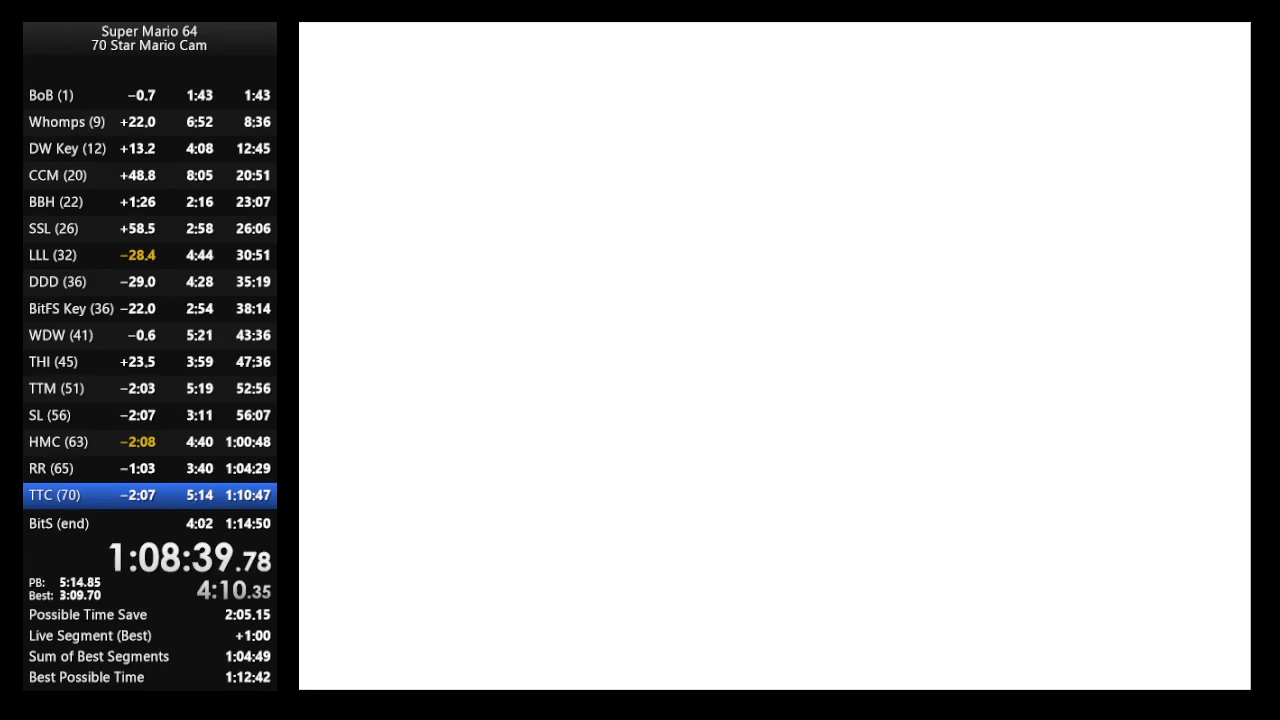 Super Mario 64
70 Star Mario Cam
BoB (1) −0.7 1:43 1:43
Whomps (9) +22.0 6:52 8:36
DW Key (12) +13.2 4:08 12:45
CCM (20) +48.8 8:05 20:51
BBH (22) +1:26 2:16 23:07
SSL (26) +58.5 2:58 26:06
LLL (32) −28.4 4:44 30:51
DDD (36) −29.0 4:28 35:19
BitFS Key (36) −22.0 2:54 38:14
WDW (41) −0.6 5:21 43:36
THI (45) +23.5 3:59 47:36
TTM (51) −2:03 5:19 52:56
SL (56) −2:07 3:11 56:07
HMC (63) −2:08 4:40 1:00:48
RR (65) −1:03 3:40 1:04:29
TTC (70) −2:07 5:14 1:10:47
BitS (end) 4:02 1:14:50
1:08:39.78
PB: 5:14.85
Best: 3:09.70 4:10.35
Possible Time Save 2:05.15
Live Segment (Best) +1:00
Sum of Best Segments 1:04:49
Best Possible Time 1:12:42